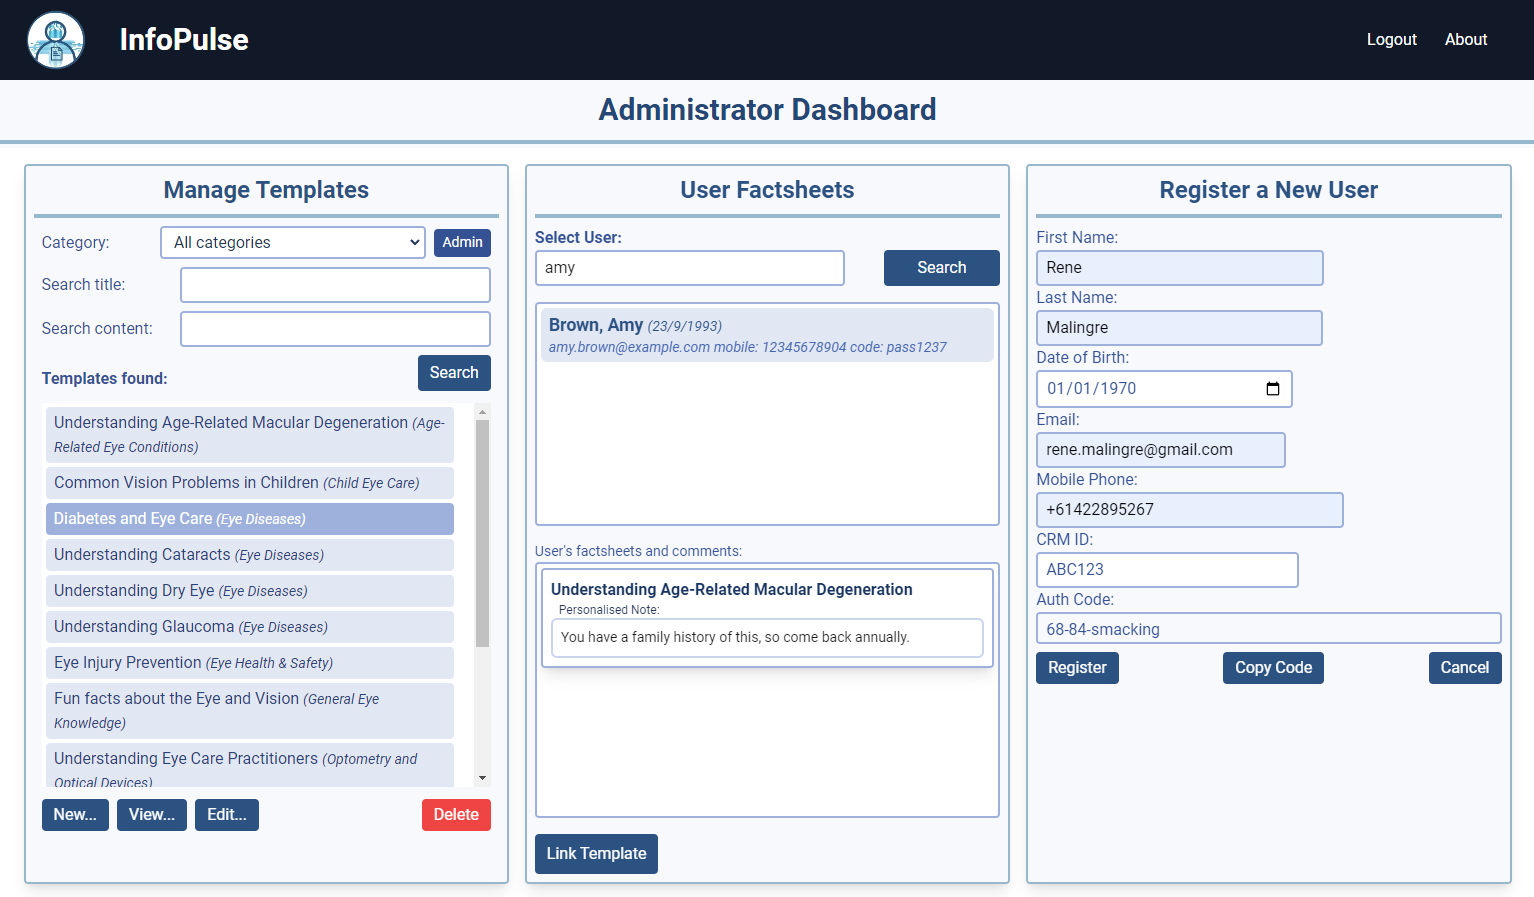 InfoPulse
Logout
About
Administrator Dashboard
Manage Templates
Category:
All categories
Admin
Search title:
Search content:
Templates found:
Search
Understanding Age-Related Macular Degeneration (Age-
Related Eye Conditions)
Common Vision Problems in Children (Child Eye Care)
Diabetes and Eye Care (Eye Diseases)
Understanding Cataracts (Eye Diseases)
Understanding Dry Eye (Eye Diseases)
Understanding Glaucoma (Eye Diseases)
Eye Injury Prevention (Eye Health & Safety)
Fun facts about the Eye and Vision (General Eye
Knowledge)
Understanding Eye Care Practitioners (Optometry and
Optical Devices)
New...
View...
Edit...
Delete
User Factsheets
Select User:
amy
Search
Brown, Amy (23/9/1993)
amy.brown@example.com mobile: 12345678904 code: pass1237
User's factsheets and comments:
Understanding Age-Related Macular Degeneration
Personalised Note:
You have a family history of this, so come back annually.
Link Template
Register a New User
First Name:
Rene
Last Name:
Malingre
Date of Birth:
01/01/1970
Email:
rene.malingre@gmail.com
Mobile Phone:
+61422895267
CRM ID:
ABC123
Auth Code:
68-84-smacking
Register
Copy Code
Cancel